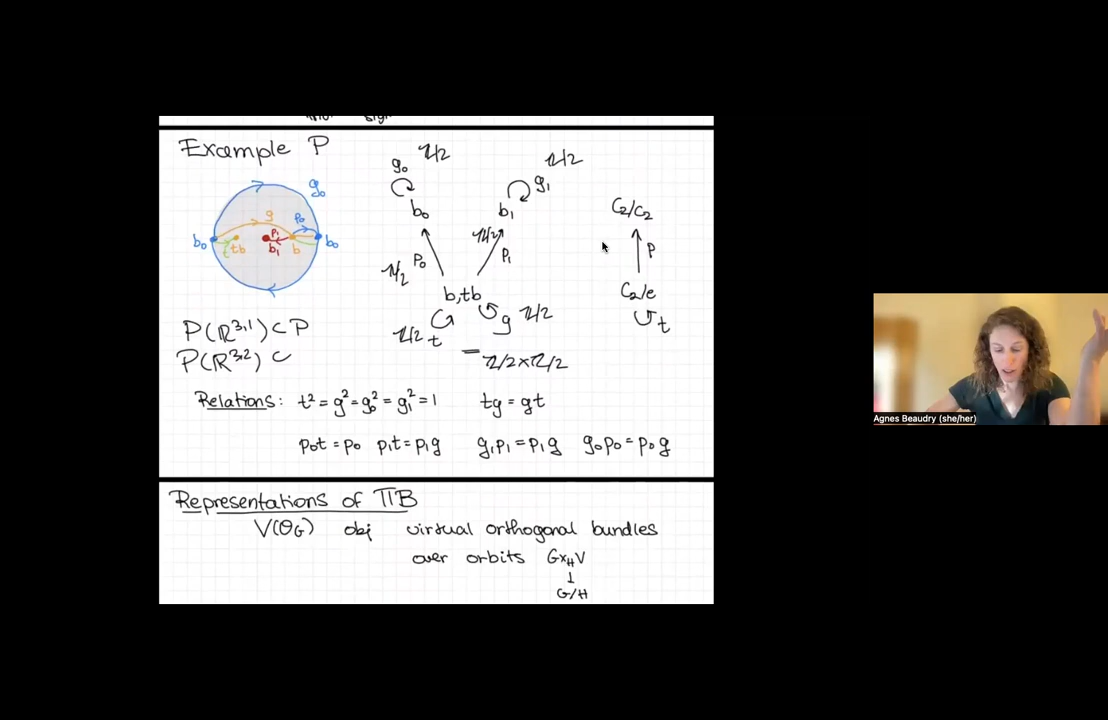 Example P
g₀
g
p₀
b₀
p₁
b₀
t
tb
b₁
b
g₀ ℤ/2
ℤ/2
g₁
b₀
b₁
C₂/C₂
ℤ/2
p₀
ℤ/2
p₁
p
b, tb
C₂/e
ℤ/2 t
g ℤ/2
t
= ℤ/2×ℤ/2
P(ℝ³,¹) ⊂ P
P(ℝ³,²) ⊂
Relations: t² = g² = g₀² = g₁² = 1 tg = gt
p₀t = p₀ p₁t = p₁g g₁p₁ = p₁g g₀p₀ = p₀g
Representations of ΠB
V(𝒪_G) obj virtual orthogonal bundles
over orbits G×_H V
↓
G/H
Agnes Beaudry (she/her)